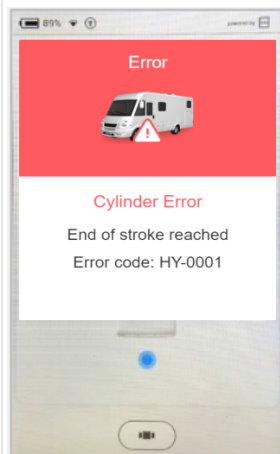 89%
Error
Cylinder Error
End of stroke reached
Error code: HY-0001